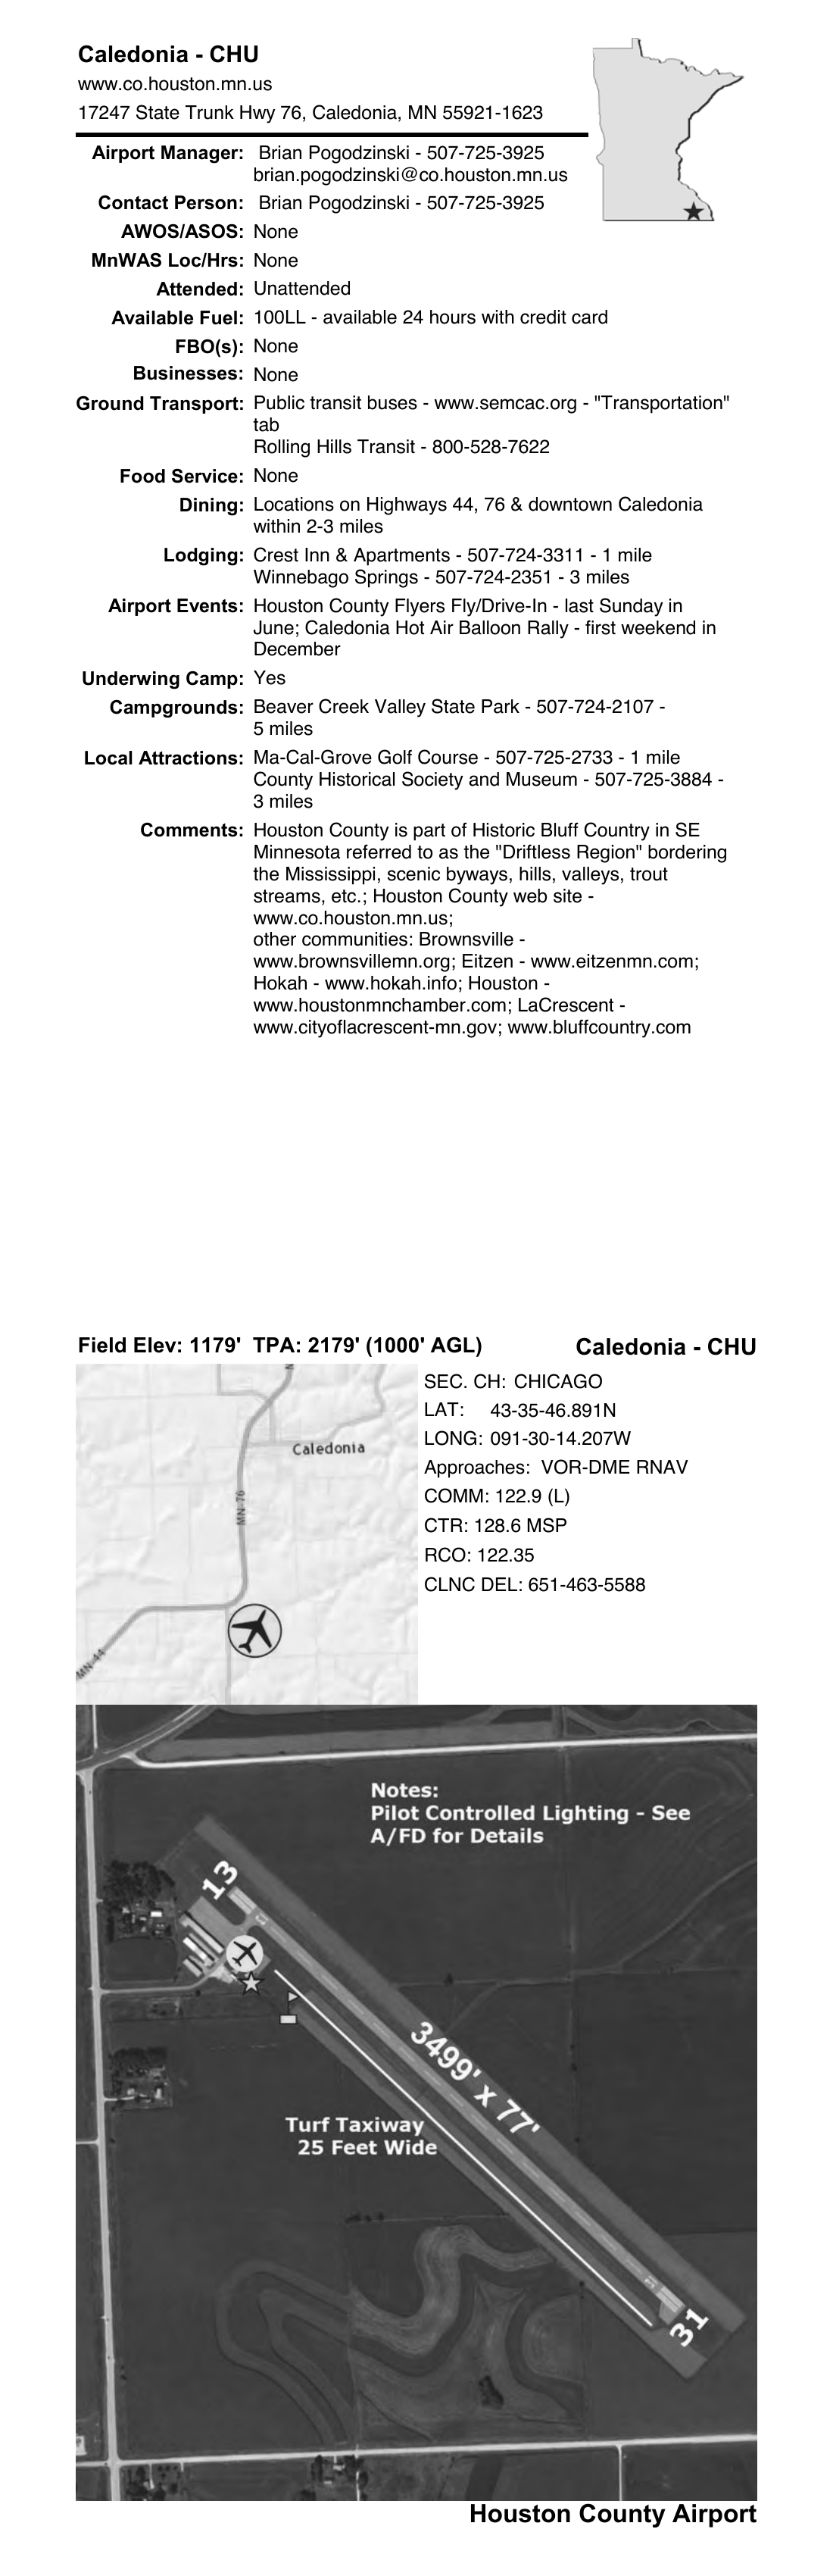 Caledonia - CHU
www.co.houston.mn.us
17247 State Trunk Hwy 76, Caledonia, MN 55921-1623
Airport Manager: Brian Pogodzinski - 507-725-3925
brian.pogodzinski@co.houston.mn.us
Contact Person: Brian Pogodzinski - 507-725-3925
AWOS/ASOS: None
MnWAS Loc/Hrs: None
Attended: Unattended
Available Fuel: 100LL - available 24 hours with credit card
FBO(s): None
Businesses: None
Ground Transport: Public transit buses - www.semcac.org - "Transportation"
tab
Rolling Hills Transit - 800-528-7622
Food Service: None
Dining: Locations on Highways 44, 76 & downtown Caledonia
within 2-3 miles
Lodging: Crest Inn & Apartments - 507-724-3311 - 1 mile
Winnebago Springs - 507-724-2351 - 3 miles
Airport Events: Houston County Flyers Fly/Drive-In - last Sunday in
June; Caledonia Hot Air Balloon Rally - first weekend in
December
Underwing Camp: Yes
Campgrounds: Beaver Creek Valley State Park - 507-724-2107 -
5 miles
Local Attractions: Ma-Cal-Grove Golf Course - 507-725-2733 - 1 mile
County Historical Society and Museum - 507-725-3884 -
3 miles
Comments: Houston County is part of Historic Bluff Country in SE
Minnesota referred to as the "Driftless Region" bordering
the Mississippi, scenic byways, hills, valleys, trout
streams, etc.; Houston County web site -
www.co.houston.mn.us;
other communities: Brownsville -
www.brownsvillemn.org; Eitzen - www.eitzenmn.com;
Hokah - www.hokah.info; Houston -
www.houstonmnchamber.com; LaCrescent -
www.cityoflacrescent-mn.gov; www.bluffcountry.com
Field Elev: 1179' TPA: 2179' (1000' AGL)
Caledonia - CHU
SEC. CH: CHICAGO
LAT: 43-35-46.891N
LONG: 091-30-14.207W
Approaches: VOR-DME RNAV
COMM: 122.9 (L)
CTR: 128.6 MSP
RCO: 122.35
CLNC DEL: 651-463-5588
Caledonia
MN-76
MN-44
Notes:
Pilot Controlled Lighting - See
A/FD for Details
13
3499' x 77'
Turf Taxiway
25 Feet Wide
31
Houston County Airport